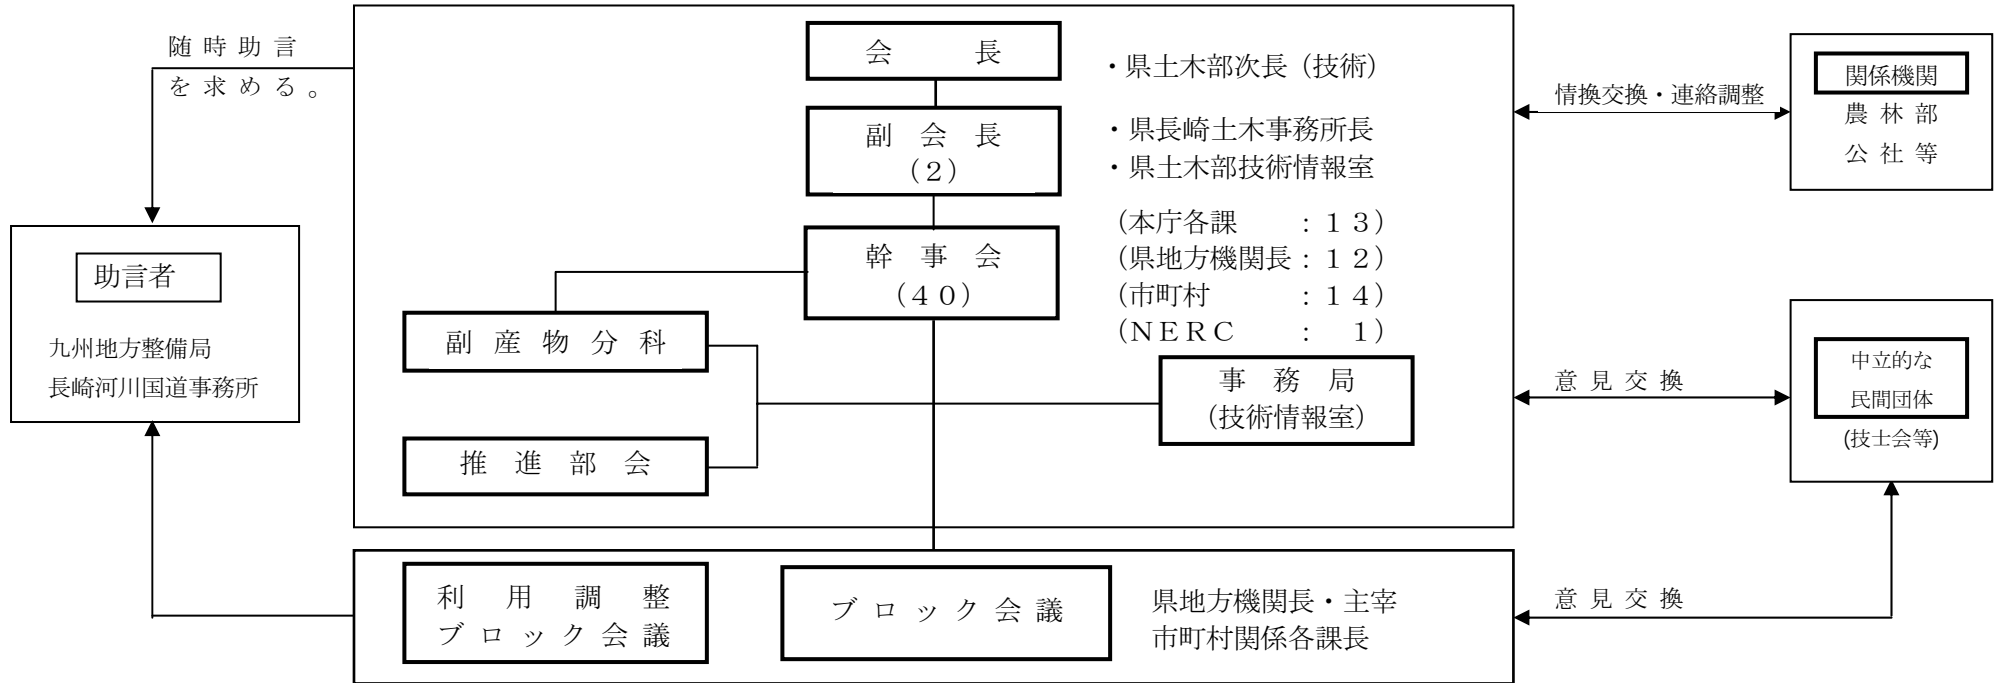 随時助言
を求める。
会長
・県土木部次長（技術）
副会長
（２）
・県長崎土木事務所長
・県土木部技術情報室
幹事会
（４０）
（本庁各課　　：１３）
（県地方機関長：１２）
（市町村　　　：１４）
（ＮＥＲＣ　　：　１）
副産物分科
推進部会
事務局
（技術情報室）
助言者
九州地方整備局
長崎河川国道事務所
情換交換・連絡調整
関係機関
農林部
公社等
意見交換
中立的な
民間団体
(技士会等)
利用調整
ブロック会議
ブロック会議
県地方機関長・主宰
市町村関係各課長
意見交換